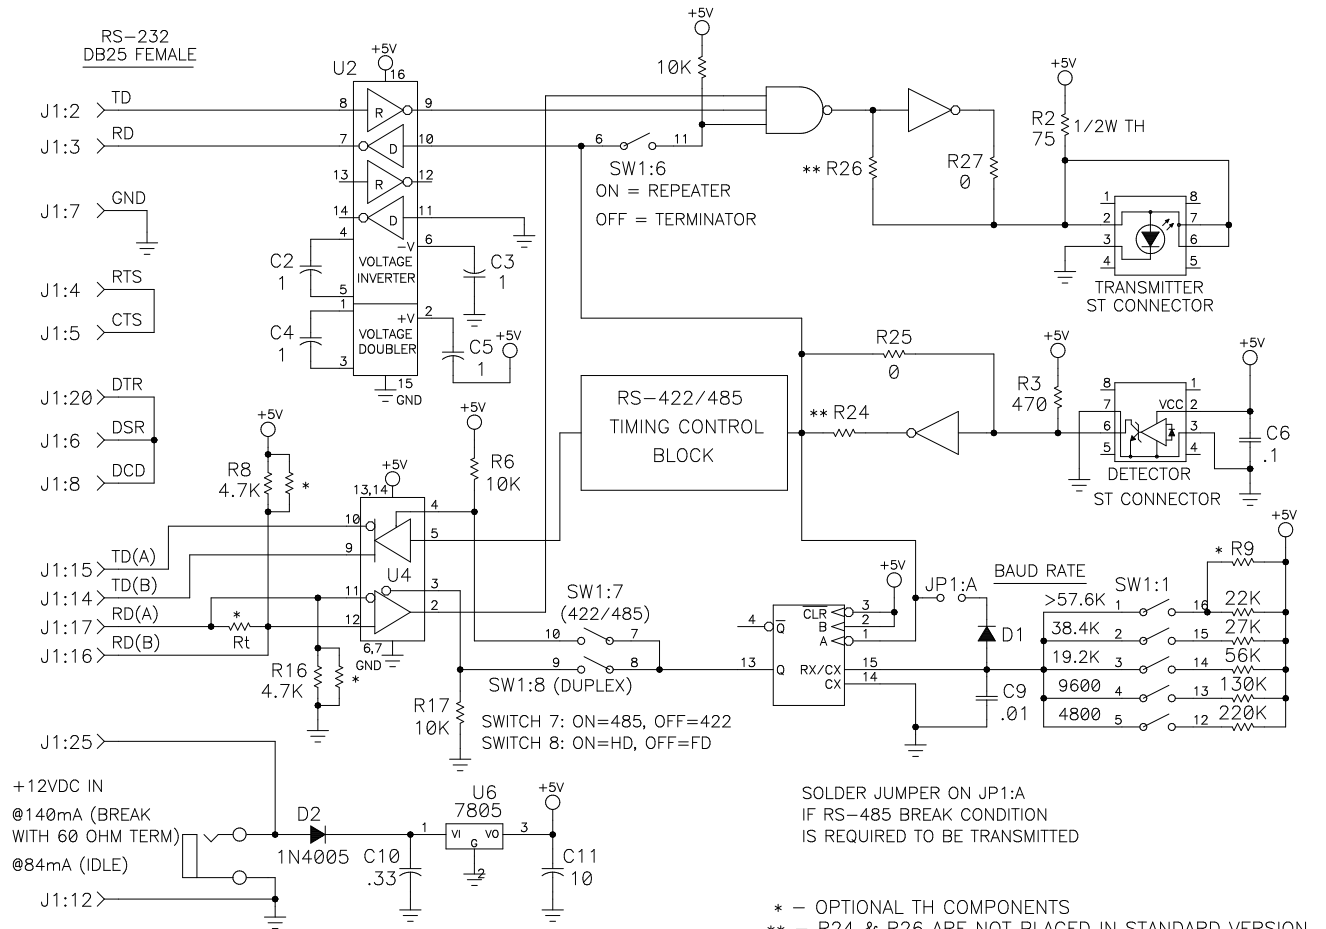 RS-232
DB25 FEMALE
J1:2
TD
J1:3
RD
J1:7
GND
J1:4
RTS
J1:5
CTS
J1:20
DTR
J1:6
DSR
J1:8
DCD
U2
+5V
16
8
R
9
7
D
10
13
R
12
14
D
11
4
-V
6
VOLTAGE
INVERTER
5
1
+V
2
VOLTAGE
DOUBLER
3
15
GND
C2
1
C3
1
C4
1
C5
1
+5V
+5V
10K
6
11
SW1:6
ON = REPEATER
OFF = TERMINATOR
** R26
R27
0
+5V
R2
75
1/2W TH
1
8
2
7
3
6
4
5
TRANSMITTER
ST CONNECTOR
R25
0
** R24
+5V
R3
470
8
1
7
VCC
2
6
3
5
4
DETECTOR
ST CONNECTOR
+5V
C6
.1
RS-422/485
TIMING CONTROL
BLOCK
+5V
R8
4.7K
*
+5V
R6
10K
+5V
13,14
10
4
9
5
U4
3
11
2
12
6,7
GND
J1:15
TD(A)
J1:14
TD(B)
J1:17
RD(A)
J1:16
RD(B)
*
Rt
R16
4.7K
*
R17
10K
SW1:7
(422/485)
10
7
9
8
SW1:8 (DUPLEX)
SWITCH 7: ON=485, OFF=422
SWITCH 8: ON=HD, OFF=FD
+5V
4
Q
CLR
3
B
2
A
1
13
Q
RX/CX
15
CX
14
JP1:A
D1
C9
.01
BAUD RATE
SW1:1
+5V
* R9
>57.6K
1
16
22K
38.4K
2
15
27K
19.2K
3
14
56K
9600
4
13
130K
4800
5
12
220K
J1:25
+12VDC IN
@140mA (BREAK
WITH 60 OHM TERM)
@84mA (IDLE)
J1:12
D2
1N4005
C10
.33
U6
7805
1
VI
VO
3
G
2
+5V
C11
10
SOLDER JUMPER ON JP1:A
IF RS-485 BREAK CONDITION
IS REQUIRED TO BE TRANSMITTED
* - OPTIONAL TH COMPONENTS
** - R24 & R26 ARE NOT PLACED IN STANDARD VERSION